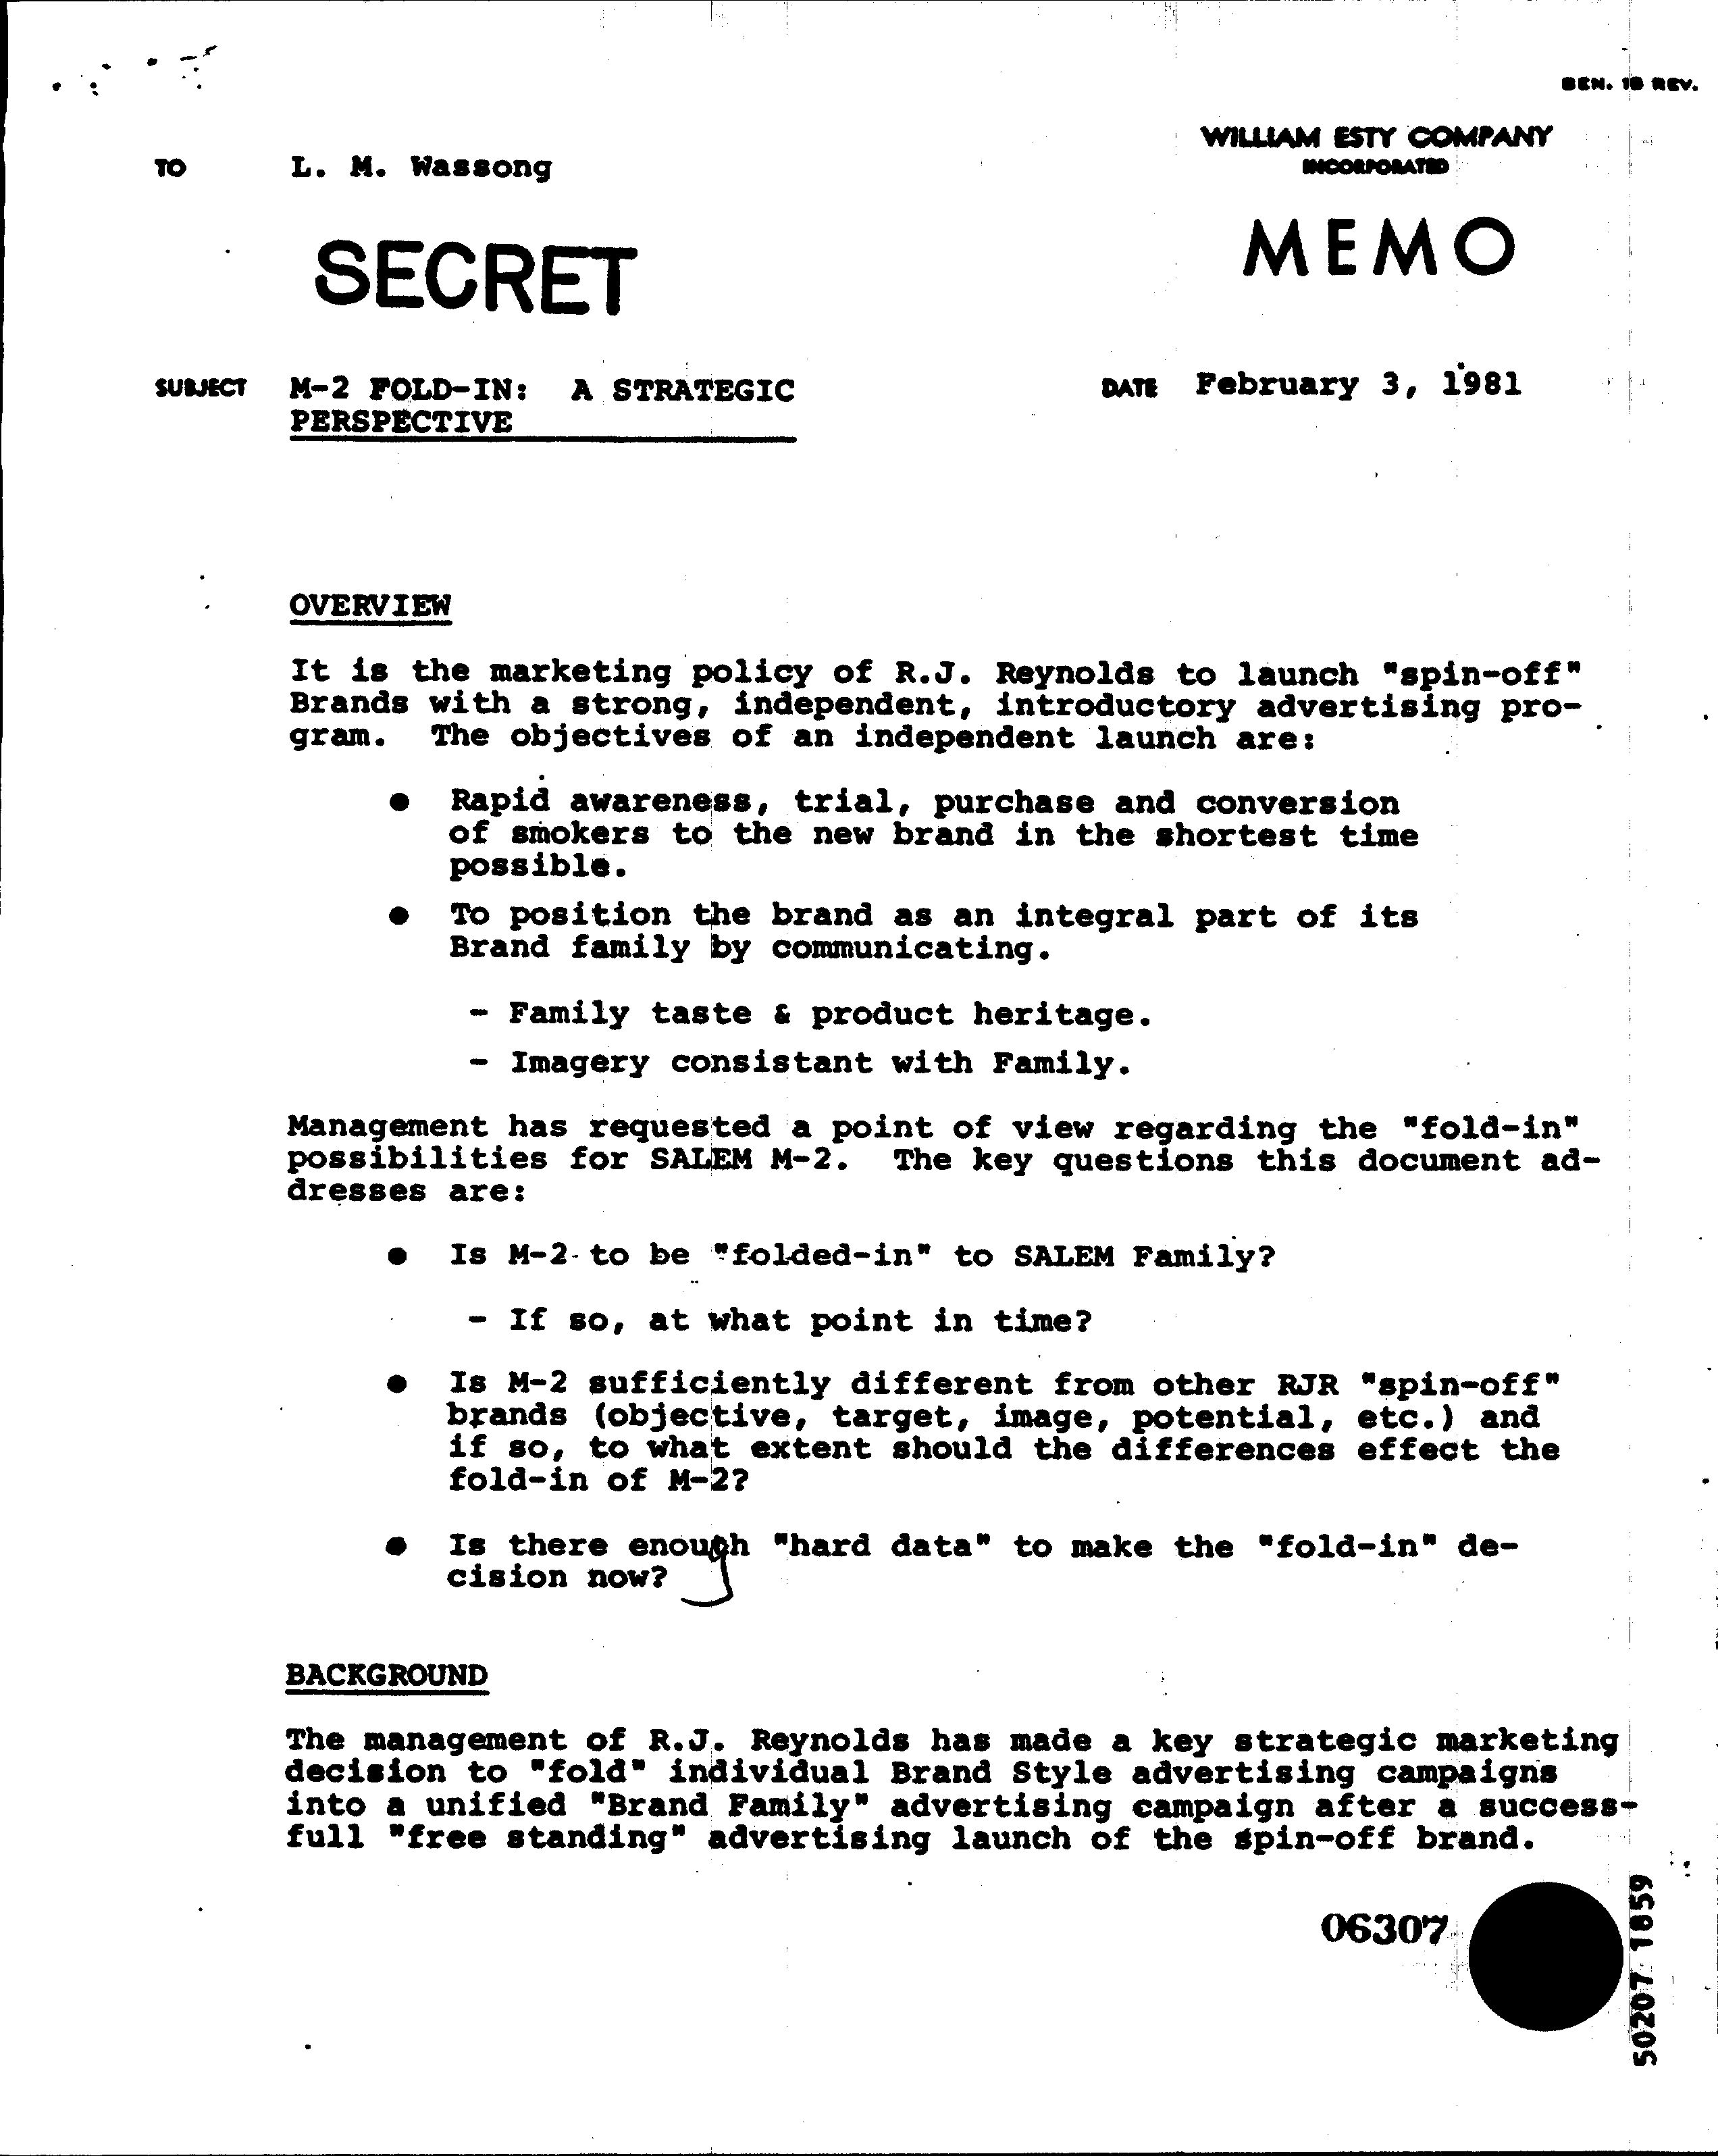 GEN. 1B REV.
WILLIAM ESTY COMPANY
INCORPORATED
TO L. M. Wassong
SECRET
MEMO
SUBJECT M-2 FOLD-IN: A STRATEGIC
PERSPECTIVE
DATE February 3, 1981
OVERVIEW
It is the marketing policy of R.J. Reynolds to launch "spin-off"
Brands with a strong, independent, introductory advertising pro-
gram. The objectives of an independent launch are:
● Rapid awareness, trial, purchase and conversion
of smokers to the new brand in the shortest time
possible.
● To position the brand as an integral part of its
Brand family by communicating.
- Family taste & product heritage.
- Imagery consistant with Family.
Management has requested a point of view regarding the "fold-in"
possibilities for SALEM M-2. The key questions this document ad-
dresses are:
● Is M-2 to be "folded-in" to SALEM Family?
- If so, at what point in time?
● Is M-2 sufficiently different from other RJR "spin-off"
brands (objective, target, image, potential, etc.) and
if so, to what extent should the differences effect the
fold-in of M-2?
● Is there enough "hard data" to make the "fold-in" de-
cision now?
BACKGROUND
The management of R.J. Reynolds has made a key strategic marketing
decision to "fold" individual Brand Style advertising campaigns
into a unified "Brand Family" advertising campaign after a success-
full "free standing" advertising launch of the spin-off brand.
06307
50207 1859